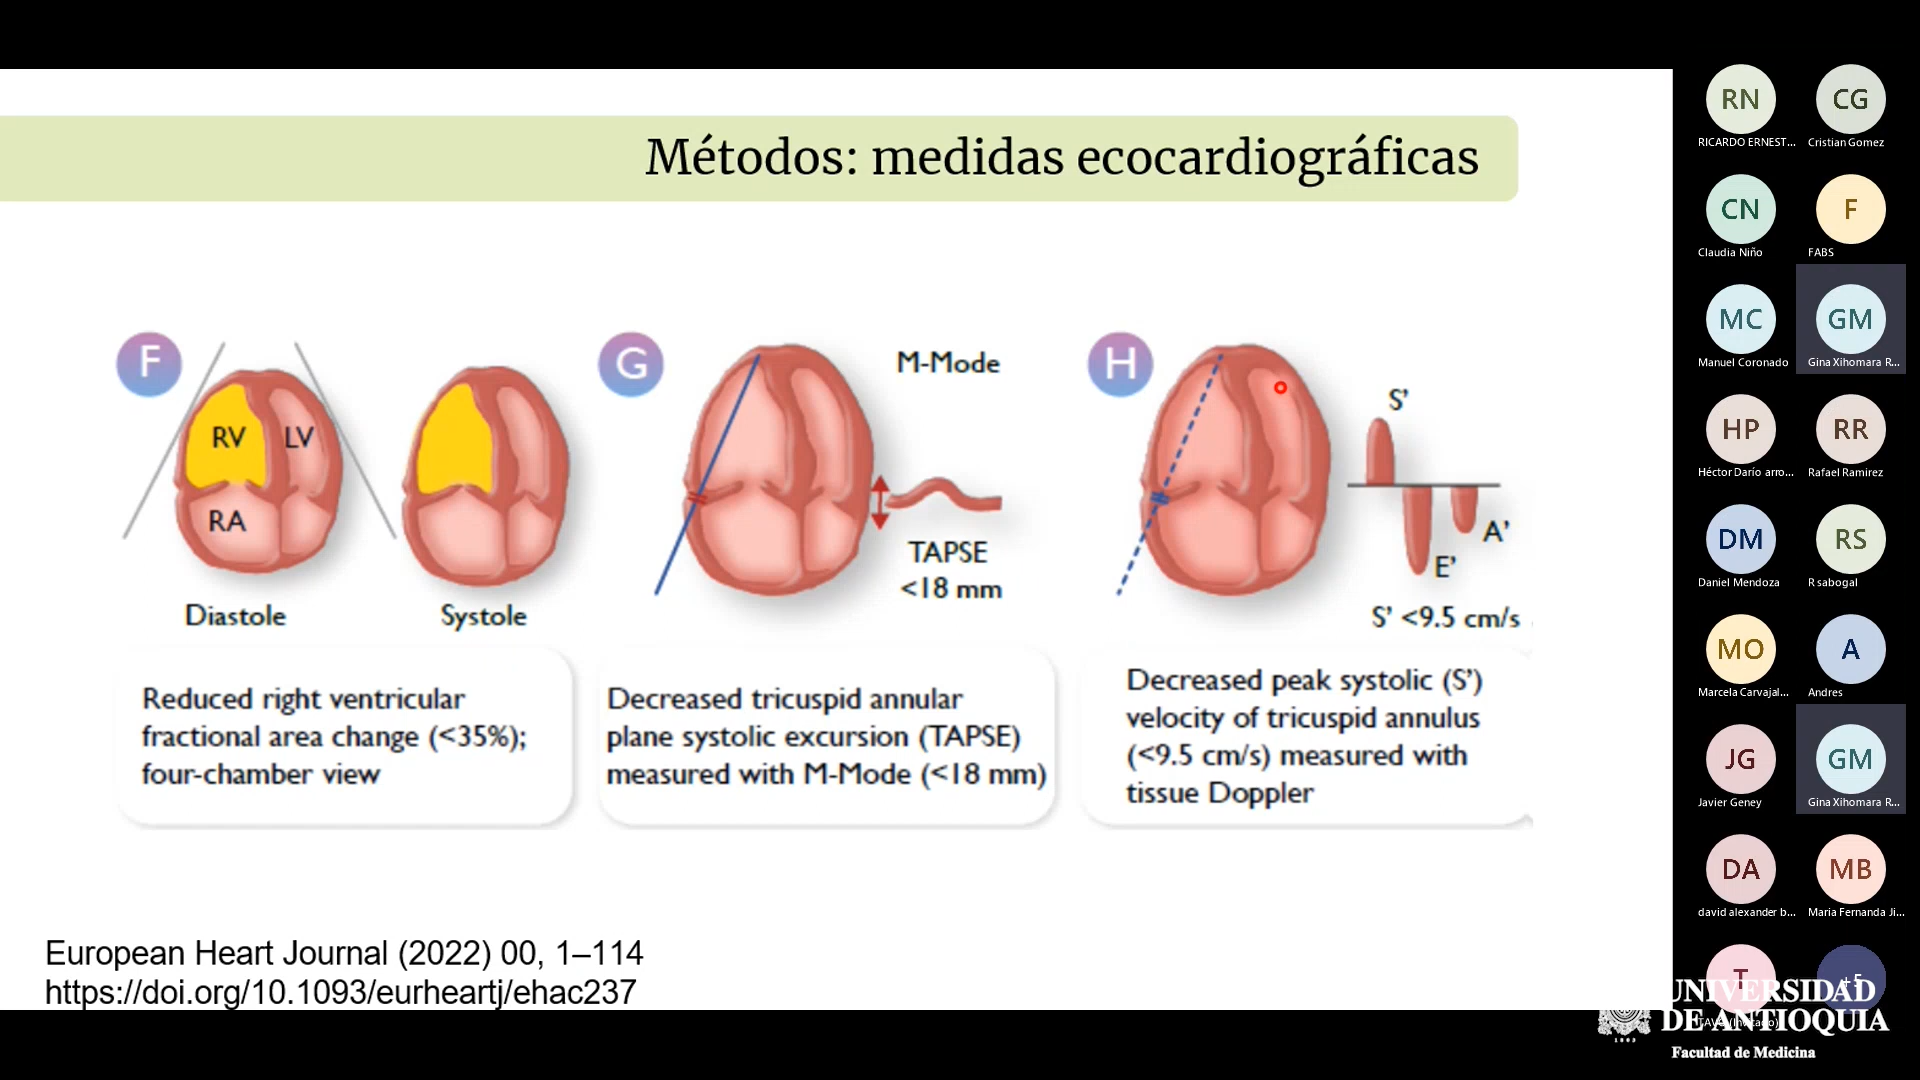 Métodos: medidas ecocardiográficas
F
RV
LV
RA
Diastole
Systole
Reduced right ventricular
fractional area change (<35%);
four-chamber view
G
M-Mode
TAPSE
<18 mm
Decreased tricuspid annular
plane systolic excursion (TAPSE)
measured with M-Mode (<18 mm)
H
S’
A’
E’
S’ <9.5 cm/s
Decreased peak systolic (S’)
velocity of tricuspid annulus
(<9.5 cm/s) measured with
tissue Doppler
European Heart Journal (2022) 00, 1–114
https://doi.org/10.1093/eurheartj/ehac237
RN
RICARDO ERNEST...
CG
Cristian Gomez
CN
Claudia Niño
F
FABS
MC
Manuel Coronado
GM
Gina Xihomara R...
HP
Héctor Darío arro...
RR
Rafael Ramirez
DM
Daniel Mendoza
RS
R sabogal
MO
Marcela Carvajal...
A
Andres
JG
Javier Geney
GM
Gina Xihomara R...
DA
david alexander b...
MB
Maria Fernanda Ji...
T
+5
UNIVERSIDAD
DE ANTIOQUIA
1803
Facultad de Medicina